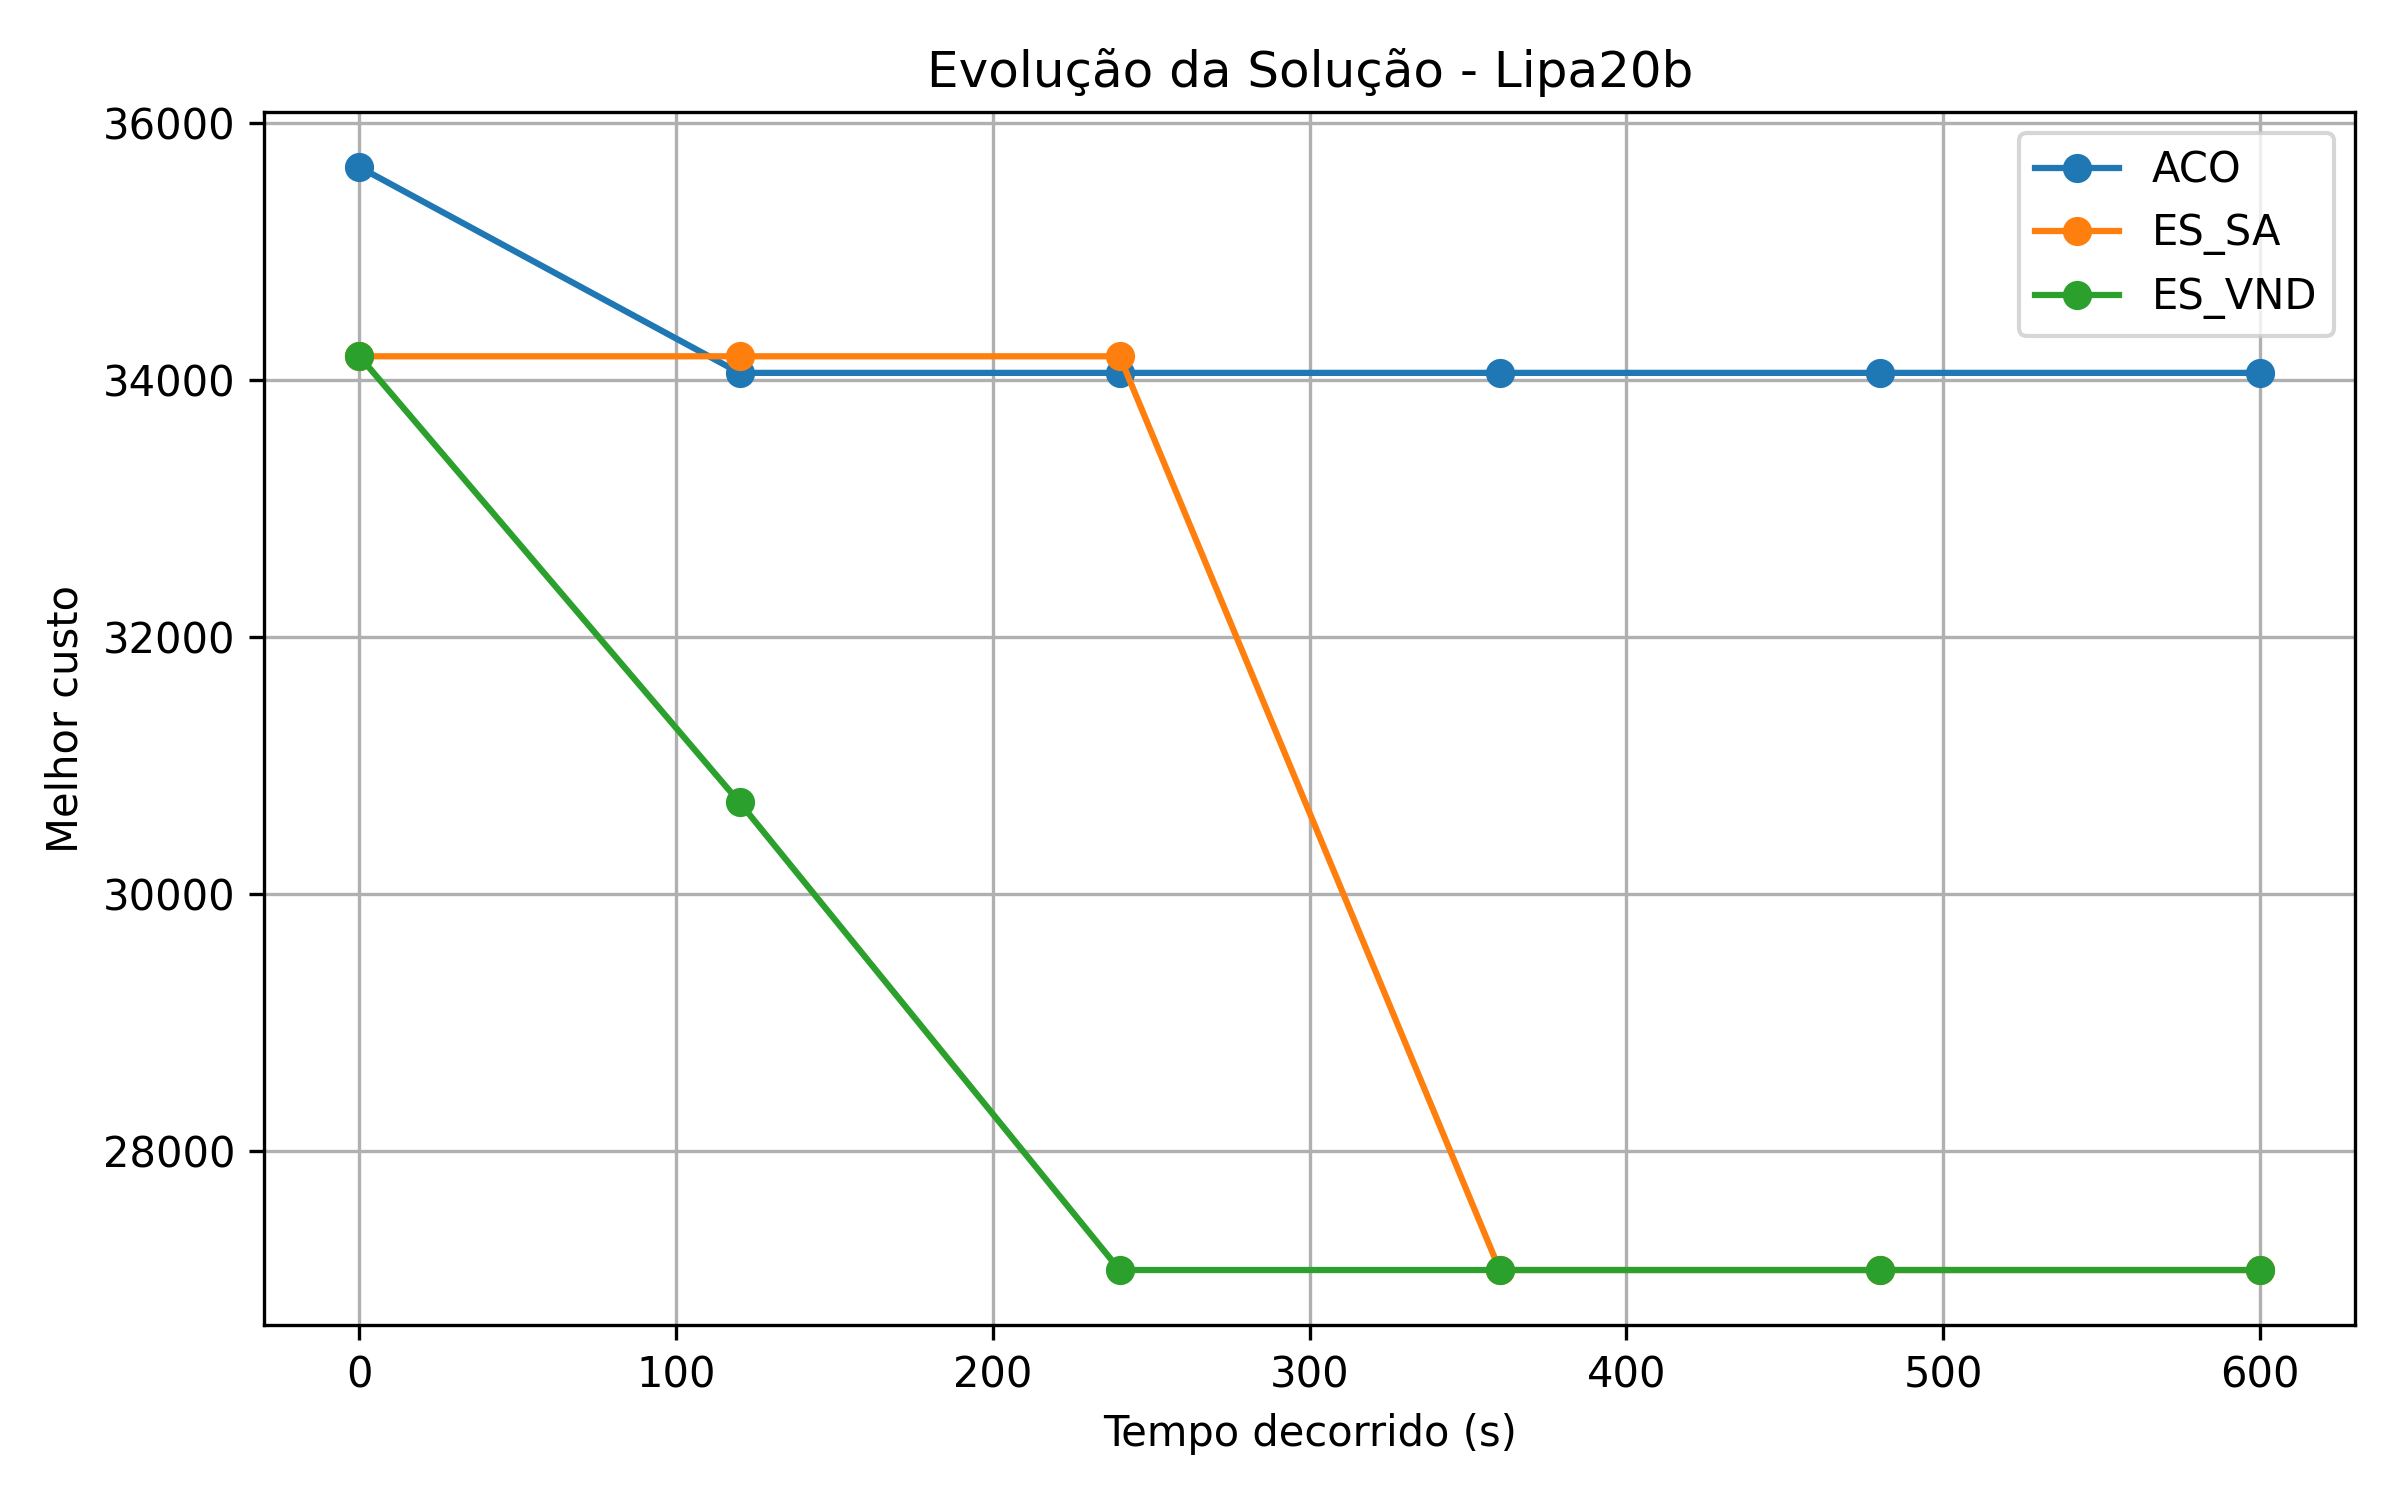 Evolução da Solução - Lipa20b
36000
34000
32000
30000
28000
Melhor custo
ACO
ES_SA
ES_VND
0 100 200 300 400 500 600
Tempo decorrido (s)